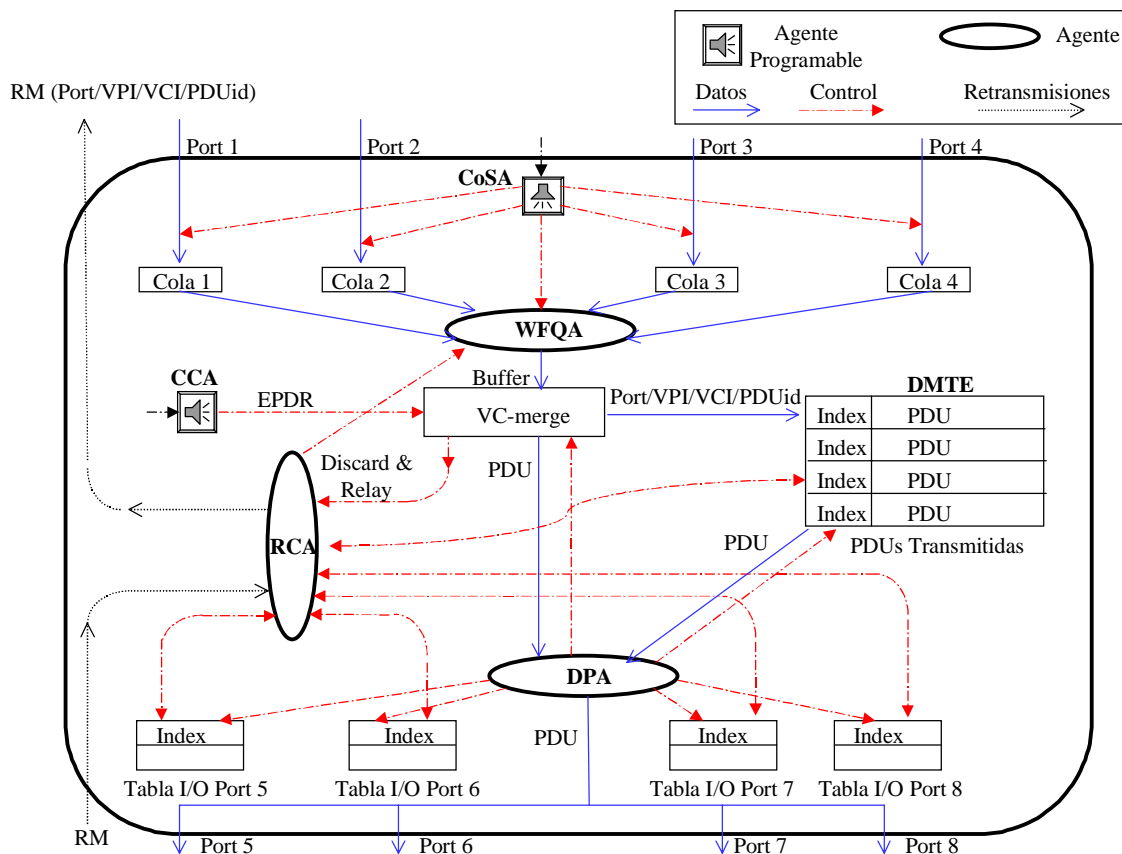 Agente
Programable
Agente
Datos
Control
Retransmisiones
RM (Port/VPI/VCI/PDUid)
Port 1
Port 2
Port 3
Port 4
CoSA
Cola 1
Cola 2
Cola 3
Cola 4
WFQA
CCA
EPDR
Buffer
VC-merge
Port/VPI/VCI/PDUid
DMTE
Index PDU
Index PDU
Index PDU
Index PDU
PDUs Transmitidas
Discard &
Relay
PDU
PDU
RCA
DPA
PDU
Index
Index
Index
Index
Tabla I/O Port 5
Tabla I/O Port 6
Tabla I/O Port 7
Tabla I/O Port 8
RM
Port 5
Port 6
Port 7
Port 8